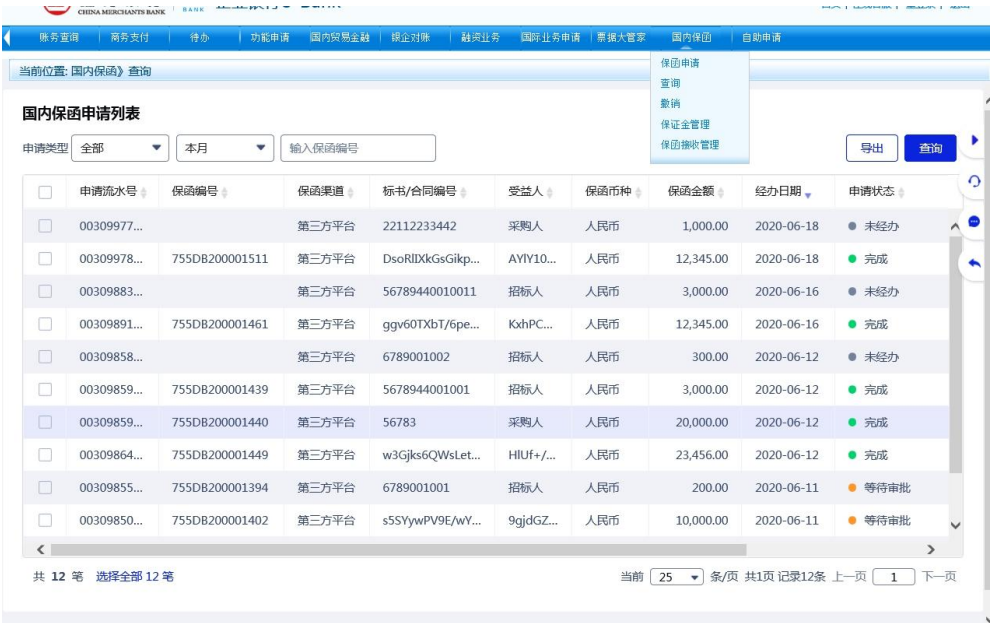 CHINA MERCHANTS BANK
BANK
账务查询 商务支付 待办 功能申请 国内贸易金融 银企对账 融资业务 国际业务申请 票据大管家 国内保函 自助申请
当前位置: 国内保函》查询
保函申请
查询
撤销
保证金管理
保函接收管理
国内保函申请列表
申请类型 全部 本月 输入保函编号 导出 查询
申请流水号 保函编号 保函渠道 标书/合同编号 受益人 保函币种 保函金额 经办日期 申请状态
00309977... 第三方平台 22112233442 采购人 人民币 1,000.00 2020-06-18 未经办
00309978... 755DB200001511 第三方平台 DsoRlIXkGsGikp... AYlY10... 人民币 12,345.00 2020-06-18 完成
00309883... 第三方平台 56789440010011 招标人 人民币 3,000.00 2020-06-16 未经办
00309891... 755DB200001461 第三方平台 ggv60TXbT/6pe... KxhPC... 人民币 12,345.00 2020-06-16 完成
00309858... 第三方平台 6789001002 招标人 人民币 300.00 2020-06-12 未经办
00309859... 755DB200001439 第三方平台 5678944001001 招标人 人民币 3,000.00 2020-06-12 完成
00309859... 755DB200001440 第三方平台 56783 采购人 人民币 20,000.00 2020-06-12 完成
00309864... 755DB200001449 第三方平台 w3Gjks6QWsLet... HlUf+/... 人民币 23,456.00 2020-06-12 完成
00309855... 755DB200001394 第三方平台 6789001001 招标人 人民币 200.00 2020-06-11 等待审批
00309850... 755DB200001402 第三方平台 s5SYywPV9E/wY... 9gjdGZ... 人民币 10,000.00 2020-06-11 等待审批
共 12 笔 选择全部 12 笔 当前 25 条/页 共1页 记录12条 上一页 1 下一页